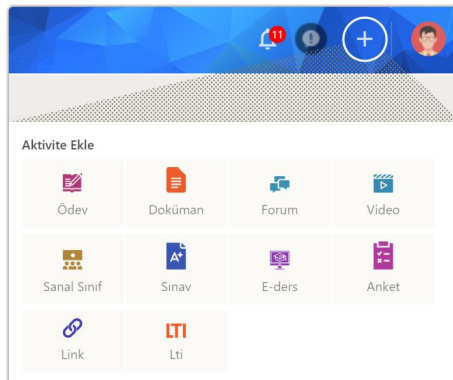 11
Aktivite Ekle
Ödev Doküman Forum Video
A+
Sanal Sınıf Sınav E-ders Anket
LTI
Link Lti